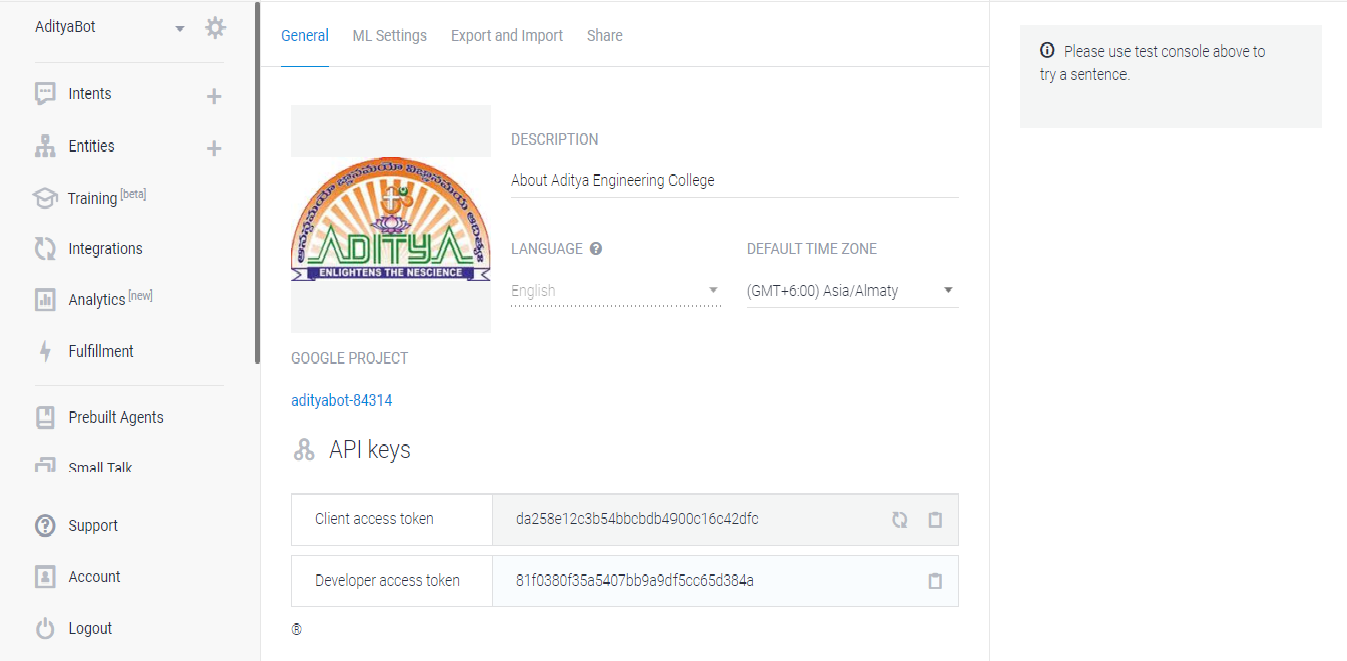 AdityaBot
Intents
Entities
Training [beta]
Integrations
Analytics [new]
Fulfillment
Prebuilt Agents
Small Talk
Support
Account
Logout
General ML Settings Export and Import Share
ADITYA
ENLIGHTENS THE NESCIENCE
DESCRIPTION
About Aditya Engineering College
LANGUAGE DEFAULT TIME ZONE
English (GMT+6:00) Asia/Almaty
GOOGLE PROJECT
adityabot-84314
API keys
Client access token da258e12c3b54bbcbdb4900c16c42dfc
Developer access token 81f0380f35a5407bb9a9df5cc65d384a
®
Please use test console above to
try a sentence.